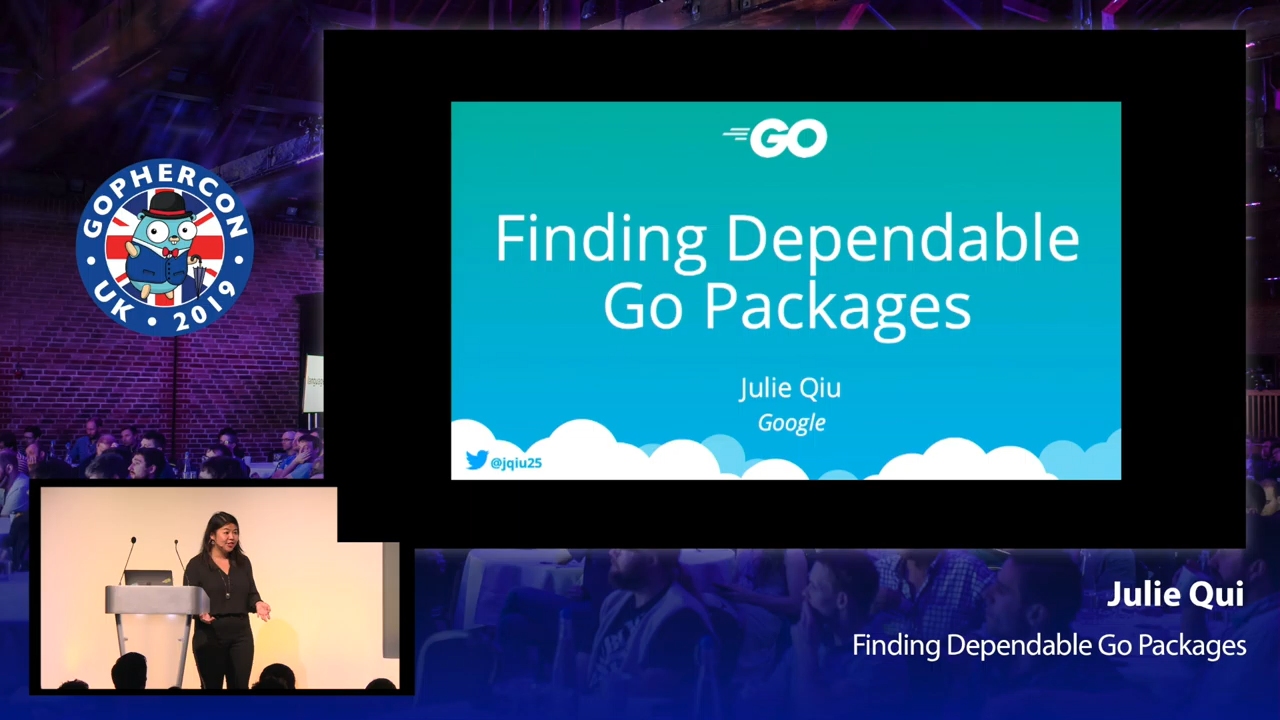 GOPHERCON
UK • 2019
GO
Finding Dependable
Go Packages
Julie Qiu
Google
@jqiu25
Julie Qui
Finding Dependable Go Packages